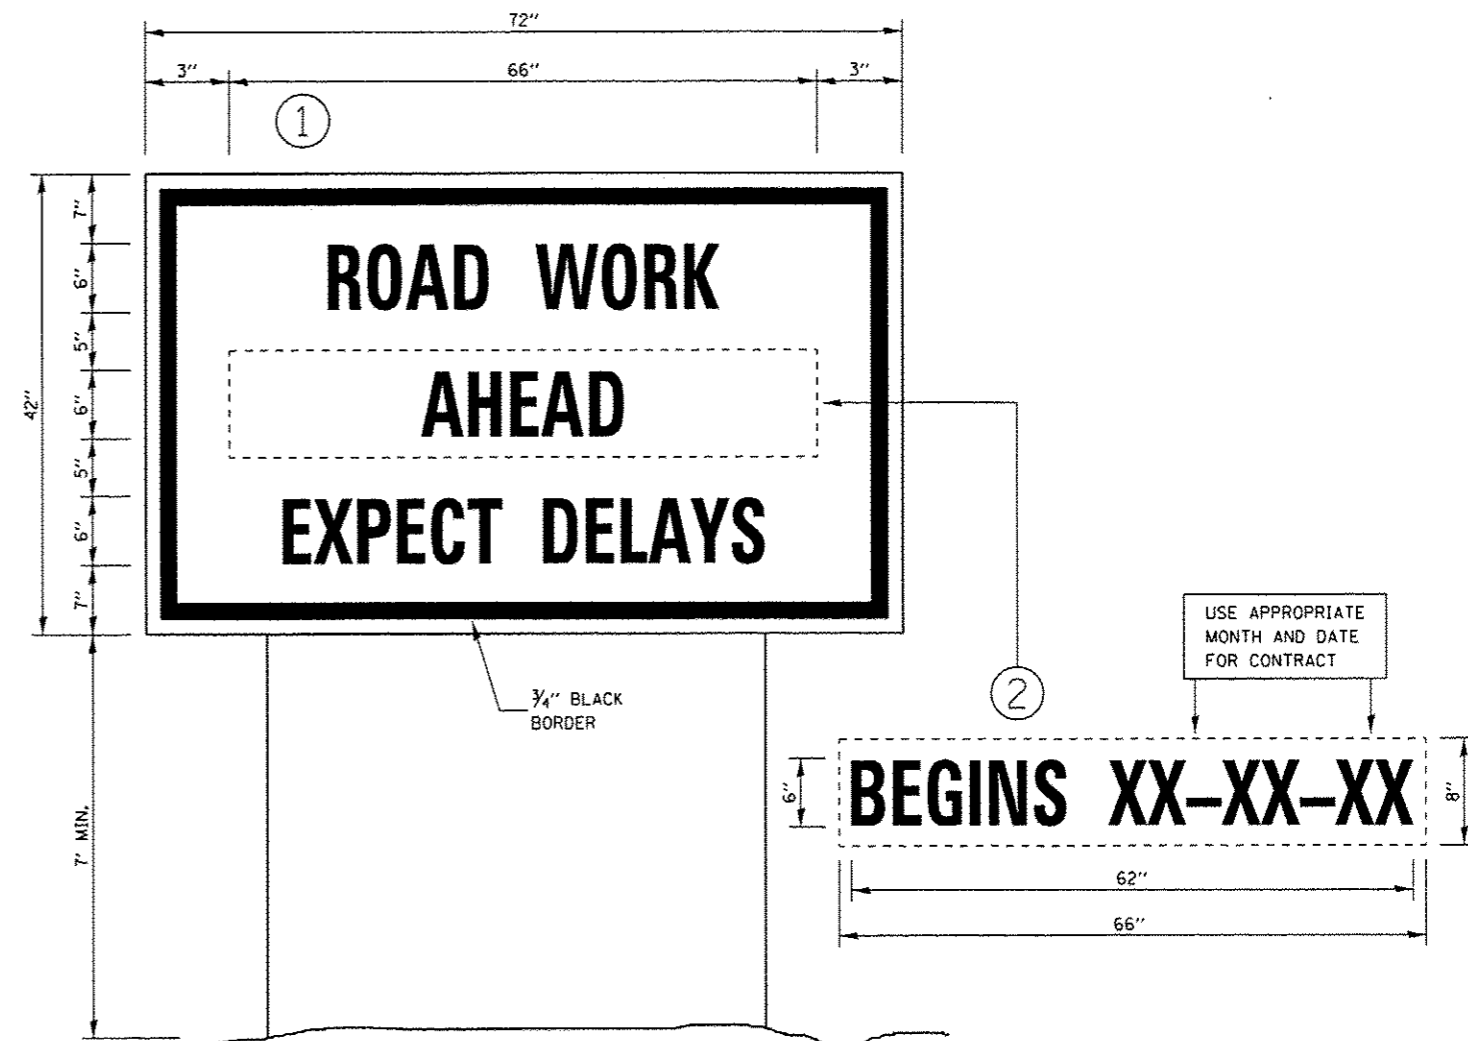 72"
3" 66" 3"
1
7"
6"
5"
6"
5"
6"
7"
42"
ROAD WORK
AHEAD
EXPECT DELAYS
3/4" BLACK
BORDER
7' MIN.
2
USE APPROPRIATE
MONTH AND DATE
FOR CONTRACT
6"
BEGINS XX-XX-XX
8"
62"
66"